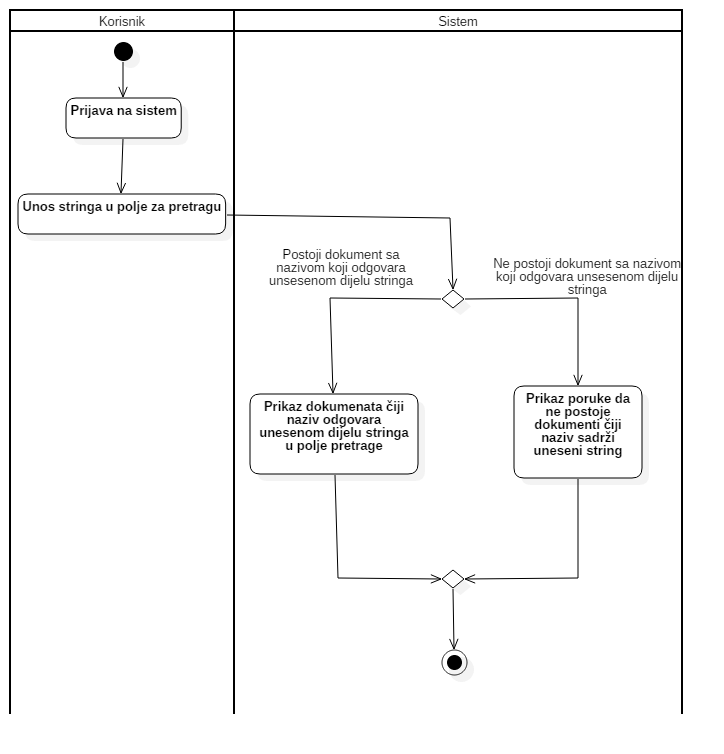 Korisnik
Sistem
Prijava na sistem
Unos stringa u polje za pretragu
Postoji dokument sa
nazivom koji odgovara
unsesenom dijelu stringa
Ne postoji dokument sa nazivom
koji odgovara unsesenom dijelu
stringa
Prikaz dokumenata čiji
naziv odgovara
unesenom dijelu stringa
u polje pretrage
Prikaz poruke da
ne postoje
dokumenti čiji
naziv sadrži
uneseni string